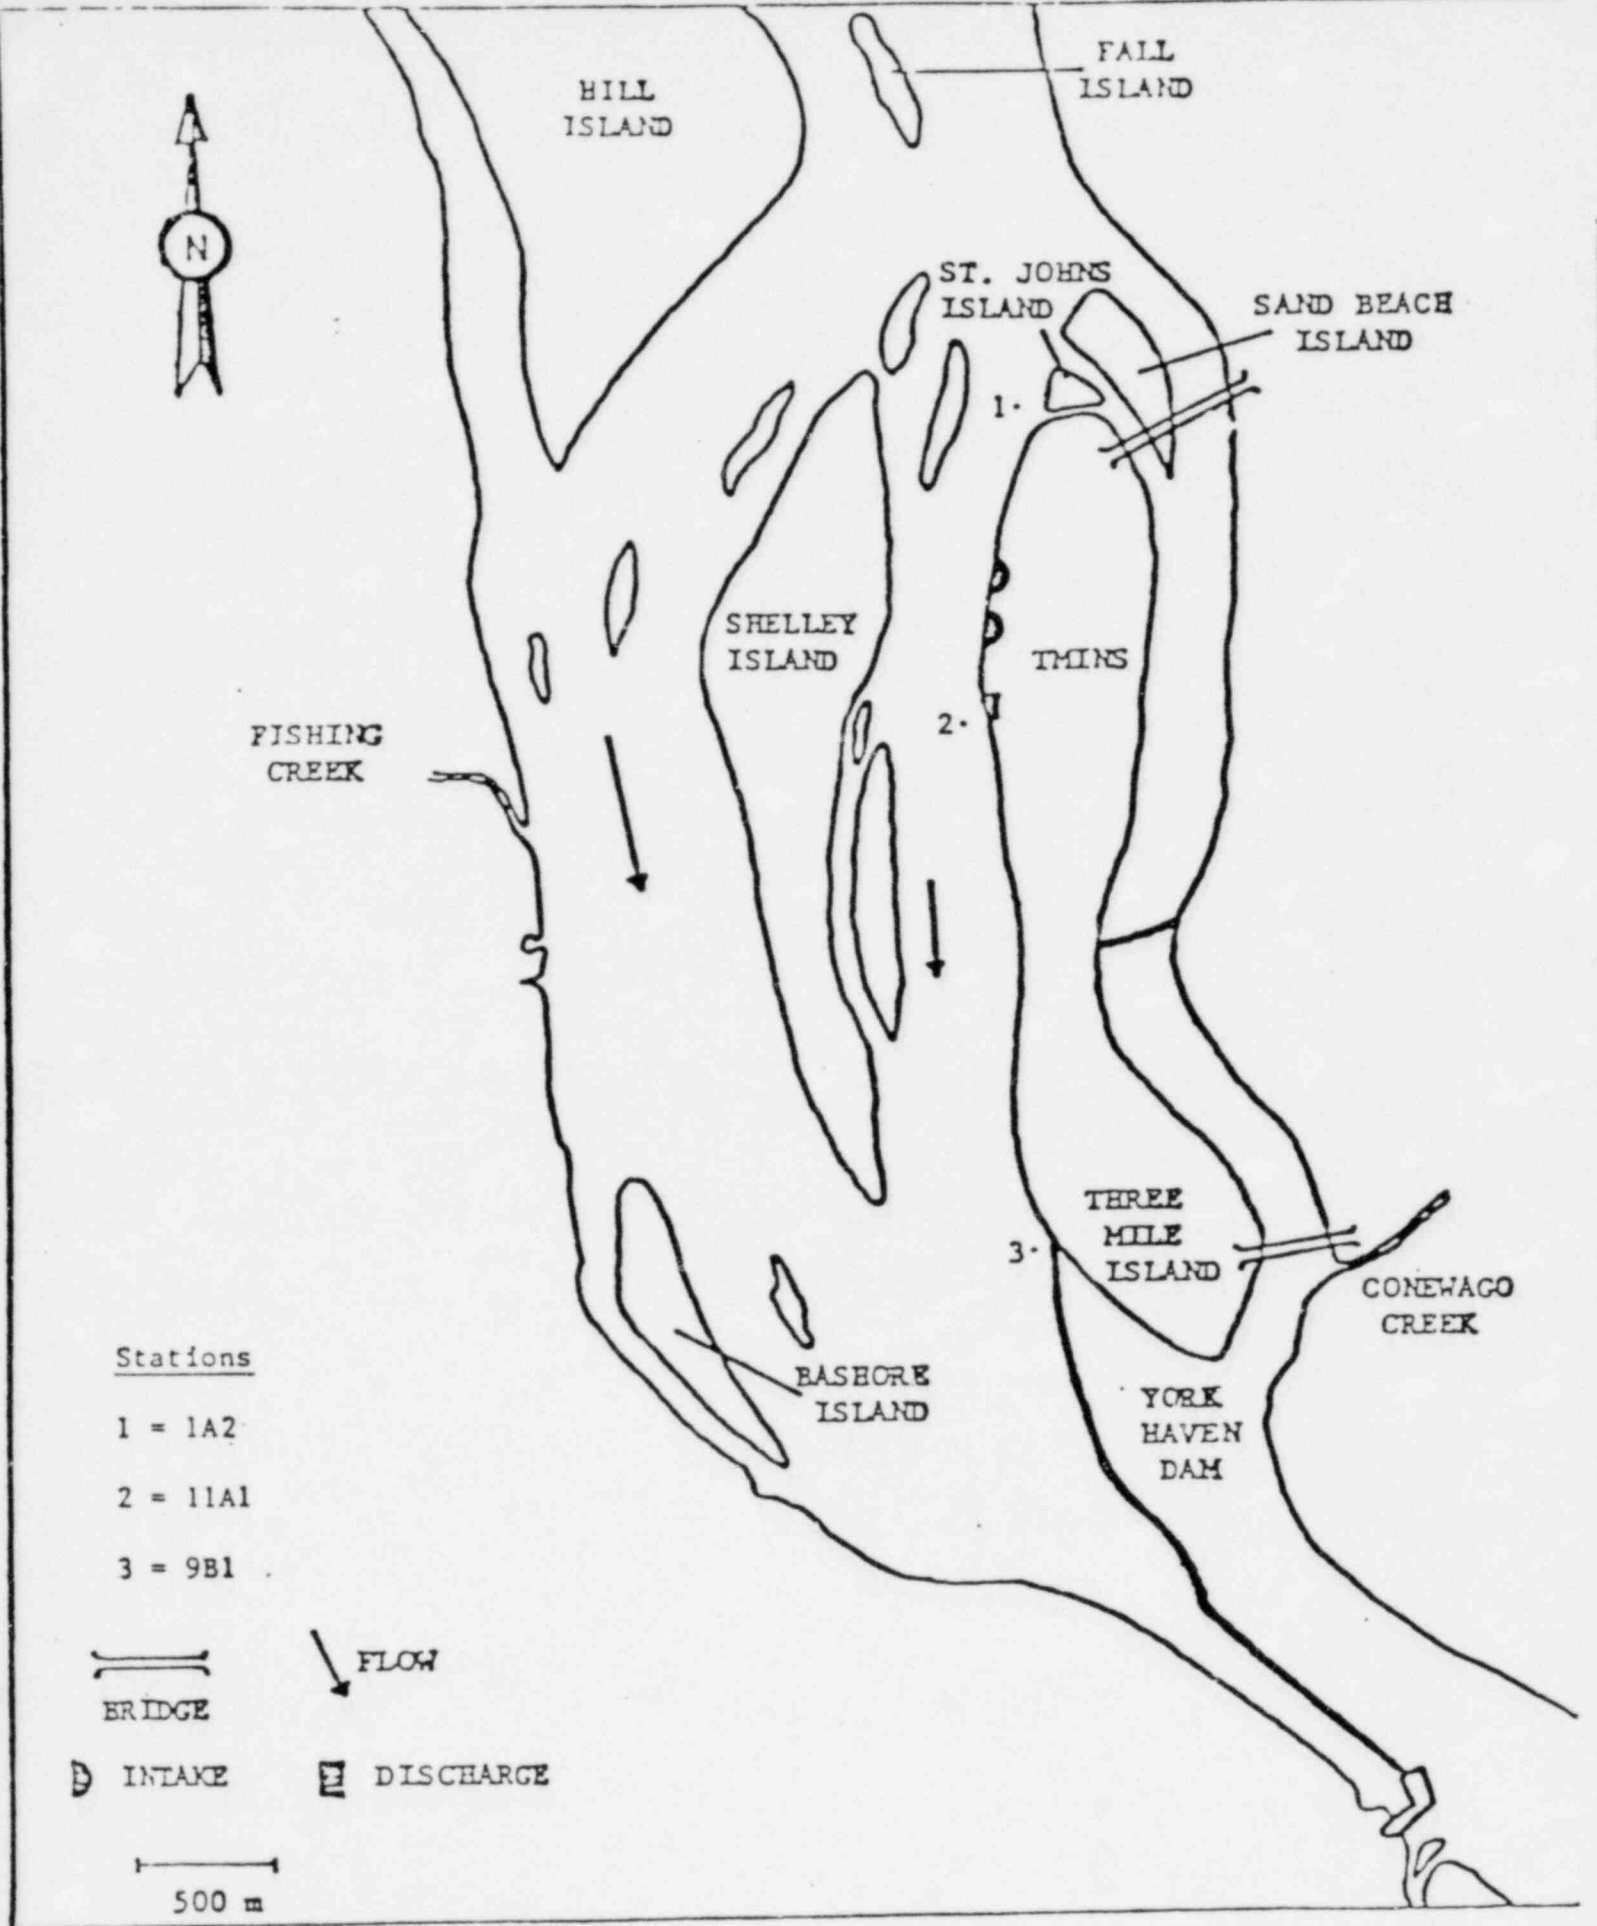 FALL
ISLAND
HILL
ISLAND
N
ST. JOHNS
ISLAND
SAND BEACH
ISLAND
1·
SHELLEY
ISLAND
TMINS
2·
FISHING
CREEK
THREE
MILE
ISLAND
3·
CONEWAGO
CREEK
BASHORE
ISLAND
YORK
HAVEN
DAM
Stations
1 = 1A2
2 = 11A1
3 = 9B1
FLOW
BRIDGE
INTAKE
DISCHARGE
500 m